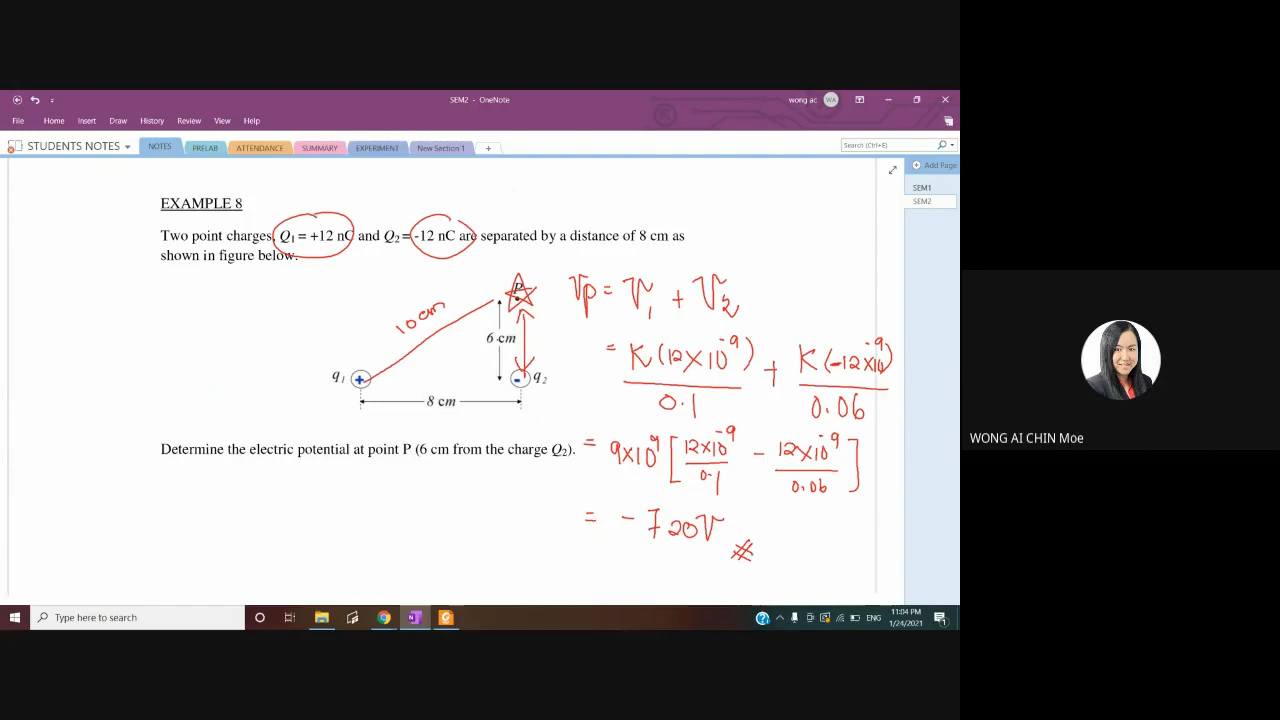 SEM2 - OneNote
wong ac
WA
File Home Insert Draw History Review View Help
STUDENTS NOTES
NOTES PRELAB ATTENDANCE SUMMARY EXPERIMENT New Section 1 +
Search (Ctrl+E)
Add Page
SEM1
SEM2
EXAMPLE 8
Two point charges, Q₁ = +12 nC and Q₂ = -12 nC are separated by a distance of 8 cm as
shown in figure below.
P
10 cm
6 cm
q₁ + - q₂
8 cm
Determine the electric potential at point P (6 cm from the charge Q₂).
Vp = V₁ + V₂
= K(12×10⁻⁹)/0.1 + K(-12×10⁻⁹)/0.06
= 9×10⁹ [12×10⁻⁹/0.1 - 12×10⁻⁹/0.06]
= -720V
WONG AI CHIN Moe
Type here to search
ENG
11:04 PM
1/24/2021